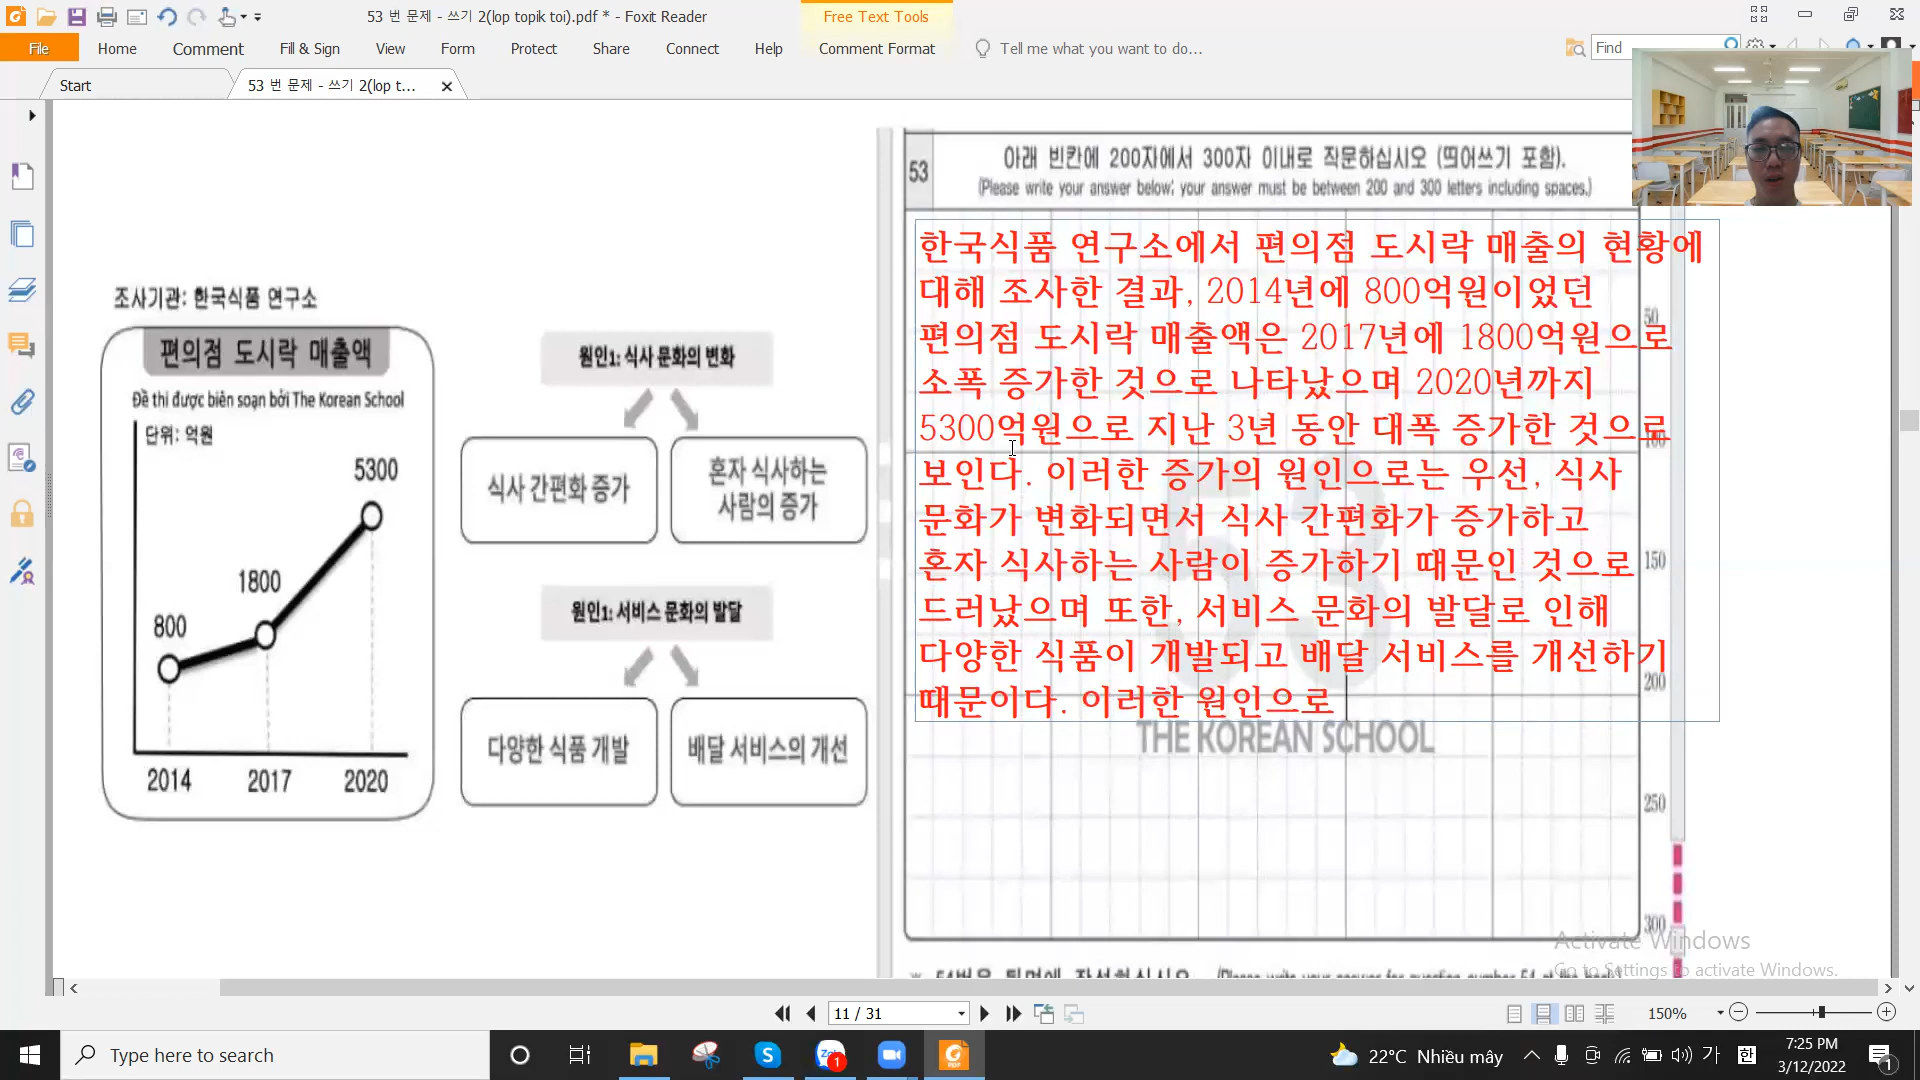 53 번 문제 - 쓰기 2(lop topik toi).pdf * - Foxit Reader
Free Text Tools
File
Home
Comment
Fill & Sign
View
Form
Protect
Share
Connect
Help
Comment Format
Tell me what you want to do...
Find
Start
53 번 문제 - 쓰기 2(lop t...
조사기관: 한국식품 연구소
편의점 도시락 매출액
Đề thi được biên soạn bởi The Korean School
단위: 억원
5300
1800
800
2014
2017
2020
원인1: 식사 문화의 변화
식사 간편화 증가
혼자 식사하는
사람의 증가
원인1: 서비스 문화의 발달
다양한 식품 개발
배달 서비스의 개선
53
아래 빈칸에 200자에서 300자 이내로 작문하십시오 (띄어쓰기 포함).
(Please write your answer below; your answer must be between 200 and 300 letters including spaces.)
한국식품 연구소에서 편의점 도시락 매출의 현황에
대해 조사한 결과, 2014년에 800억원이었던
편의점 도시락 매출액은 2017년에 1800억원으로
소폭 증가한 것으로 나타났으며 2020년까지
5300억원으로 지난 3년 동안 대폭 증가한 것으로
보인다. 이러한 증가의 원인으로는 우선, 식사
문화가 변화되면서 식사 간편화가 증가하고
혼자 식사하는 사람이 증가하기 때문인 것으로
드러났으며 또한, 서비스 문화의 발달로 인해
다양한 식품이 개발되고 배달 서비스를 개선하기
때문이다. 이러한 원인으로
50
100
150
200
250
300
53
THE KOREAN SCHOOL
Activate Windows
Go to Settings to activate Windows.
11 / 31
150%
Type here to search
22°C Nhiều mây
가
한
7:25 PM
3/12/2022
1
1